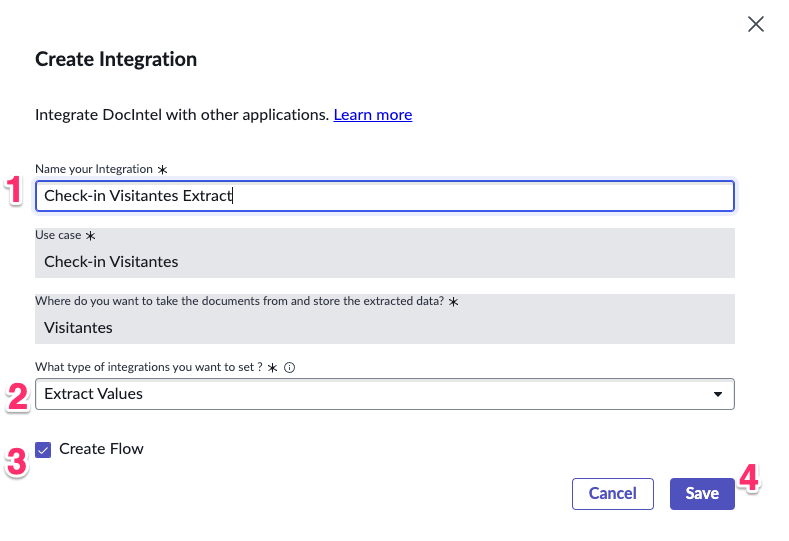 Create Integration
Integrate DocIntel with other applications. Learn more
Name your Integration *
1
Check-in Visitantes Extract
Use case *
Check-in Visitantes
Where do you want to take the documents from and store the extracted data? *
Visitantes
What type of integrations you want to set ? *
2
Extract Values
3
Create Flow
Cancel
Save
4